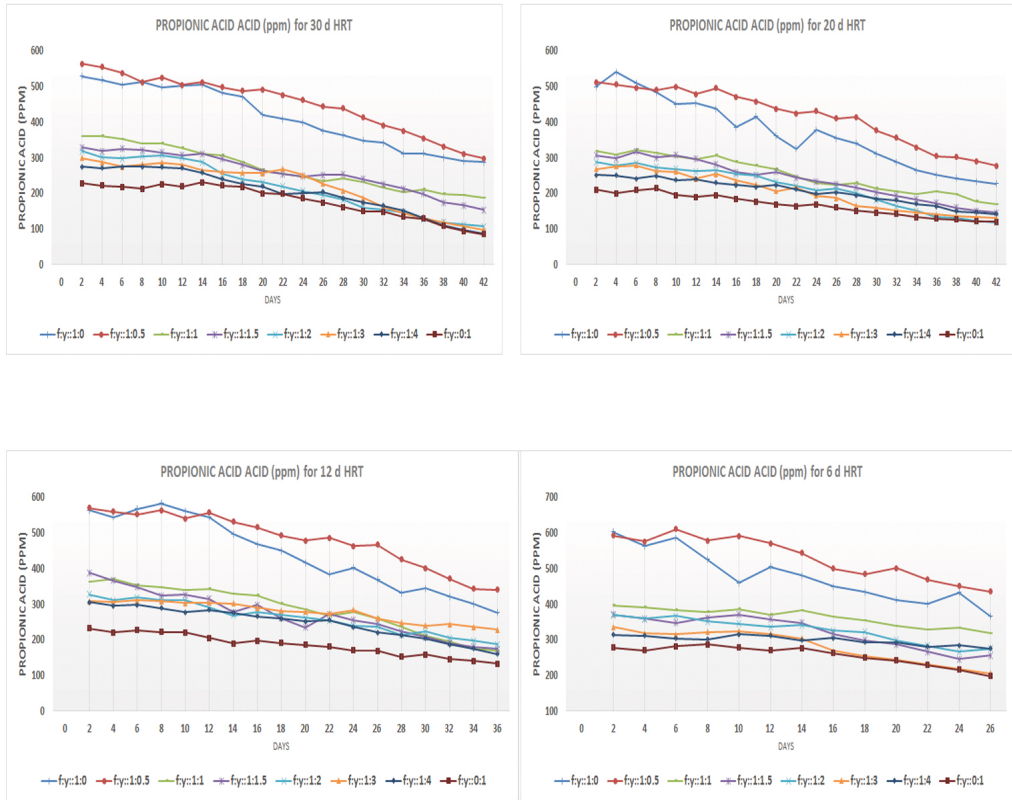 PROPIONIC ACID ACID (ppm) for 30 d HRT
PROPIONIC ACID (PPM)
600
500
400
300
200
100
0
0 2 4 6 8 10 12 14 16 18 20 22 24 26 28 30 32 34 36 38 40 42
DAYS
f:y::1:0 f:y::1:0.5 f:y::1:1 f:y::1:1.5 f:y::1:2 f:y::1:3 f:y::1:4 f:y::0:1
PROPIONIC ACID ACID (ppm) for 20 d HRT
PROPIONIC ACID (PPM)
600
500
400
300
200
100
0
0 2 4 6 8 10 12 14 16 18 20 22 24 26 28 30 32 34 36 38 40 42
DAYS
f:y::1:0 f:y::1:0.5 f:y::1:1 f:y::1:1.5 f:y::1:2 f:y::1:3 f:y::1:4 f:y::0:1
PROPIONIC ACID ACID (ppm) for 12 d HRT
PROPIONIC ACID (PPM)
600
500
400
300
200
100
0
0 2 4 6 8 10 12 14 16 18 20 22 24 26 28 30 32 34 36
DAYS
f:y::1:0 f:y::1:0.5 f:y::1:1 f:y::1:1.5 f:y::1:2 f:y::1:3 f:y::1:4 f:y::0:1
PROPIONIC ACID ACID (ppm) for 6 d HRT
PROPIONIC ACID (PPM)
700
600
500
400
300
200
100
0 2 4 6 8 10 12 14 16 18 20 22 24 26
DAYS
f:y::1:0 f:y::1:0.5 f:y::1:1 f:y::1:1.5 f:y::1:2 f:y::1:3 f:y::1:4 f:y::0:1